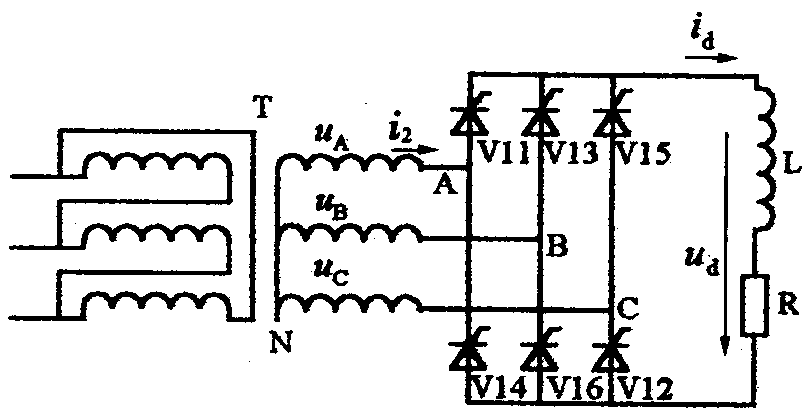 i_d
T
u_A
i_2
V11
V13
V15
L
A
u_B
B
u_d
u_C
C
R
N
V14
V16
V12